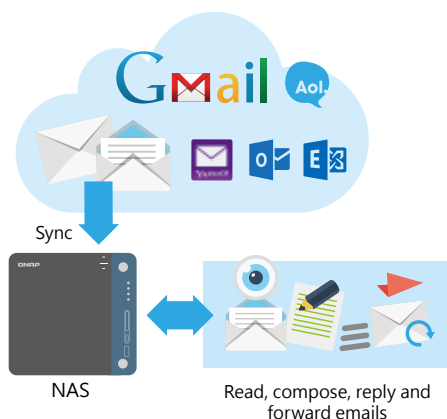 Gmail
Aol.
YAHOO!
O
E
Sync
QNAP
NAS
Read, compose, reply and
forward emails